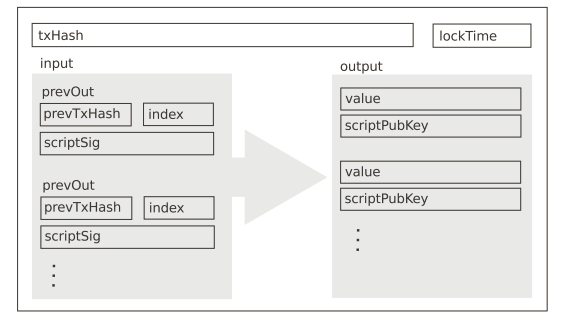 txHash
lockTime
input
prevOut
prevTxHash index
scriptSig
prevOut
prevTxHash index
scriptSig
output
value
scriptPubKey
value
scriptPubKey